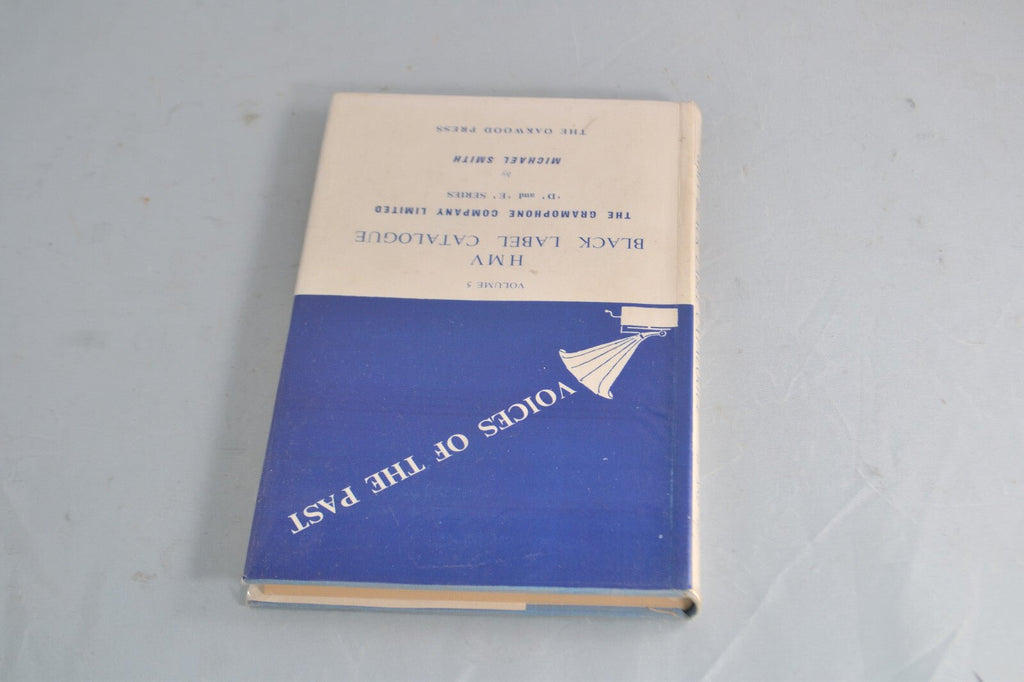 VOICES OF THE PAST
VOLUME 5
HMV
BLACK LABEL CATALOGUE
THE GRAMOPHONE COMPANY LIMITED
'D' and 'E' SERIES
by
MICHAEL SMITH
THE OAKWOOD PRESS